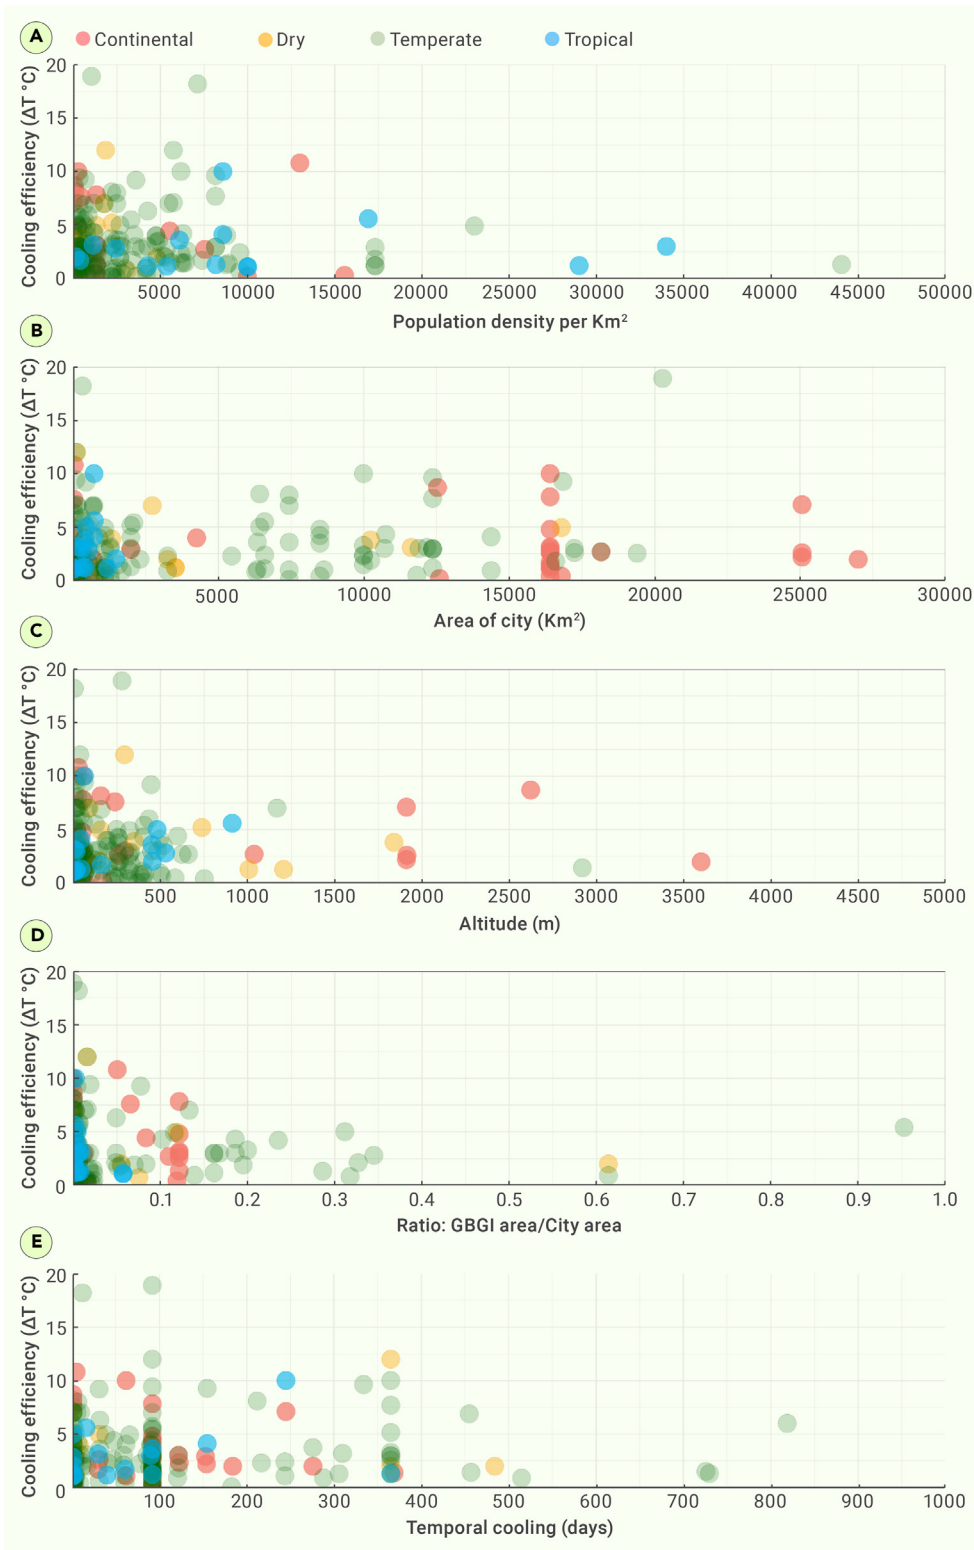 A Continental Dry Temperate Tropical
Cooling efficiency (ΔT °C)
20
15
10
5
0
5000 10000 15000 20000 25000 30000 35000 40000 45000 50000
Population density per Km²
B
Cooling efficiency (ΔT °C)
20
15
10
5
0
5000 10000 15000 20000 25000 30000
Area of city (Km²)
C
Cooling efficiency (ΔT °C)
20
15
10
5
0
500 1000 1500 2000 2500 3000 3500 4000 4500 5000
Altitude (m)
D
Cooling efficiency (ΔT °C)
20
15
10
5
0
0.1 0.2 0.3 0.4 0.5 0.6 0.7 0.8 0.9 1.0
Ratio: GBGI area/City area
E
Cooling efficiency (ΔT °C)
20
15
10
5
0
100 200 300 400 500 600 700 800 900 1000
Temporal cooling (days)